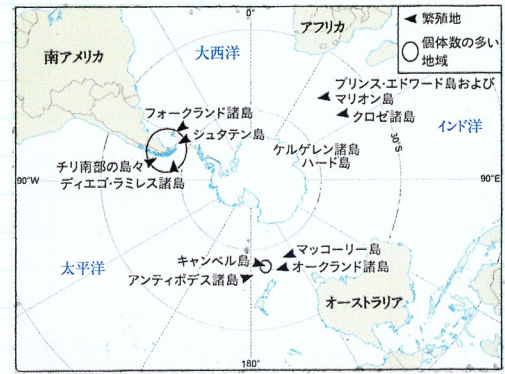 0°
アフリカ
繁殖地
個体数の多い
地域
南アメリカ
大西洋
プリンス・エドワード島および
マリオン島
クロゼ諸島
フォークランド諸島
シュタテン島
インド洋
30°S
ケルゲレン諸島
ハード島
チリ南部の島々
ディエゴ・ラミレス諸島
90°W
90°E
太平洋
キャンベル島
アンティポデス諸島
マッコーリー島
オークランド諸島
オーストラリア
180°